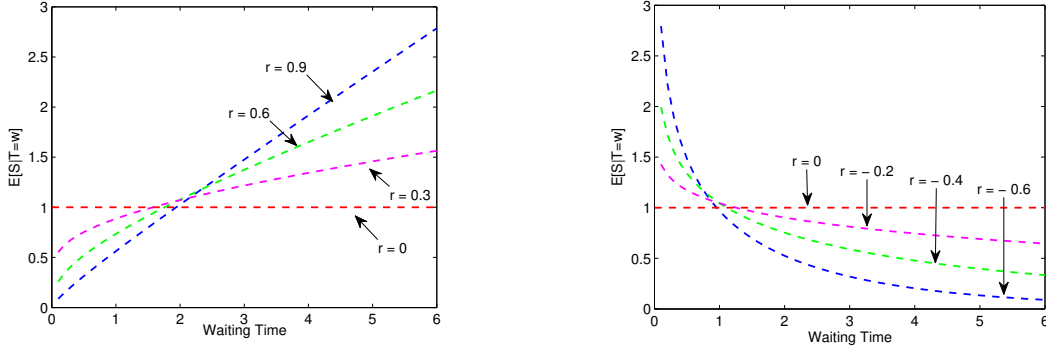 3
2.5
2
1.5
1
0.5
0
E[S|T=w]
r = 0.9
r = 0.6
r = 0.3
r = 0
0 1 2 3 4 5 6
Waiting Time
3
2.5
2
1.5
1
0.5
0
E[S|T=w]
r = 0
r = − 0.2
r = − 0.4
r = − 0.6
0 1 2 3 4 5 6
Waiting Time